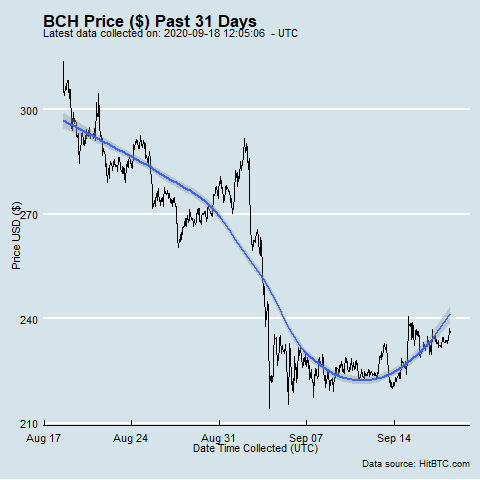 BCH Price ($) Past 31 Days
Latest data collected on: 2020-09-18 12:05:06 - UTC
300
270
240
210
Price USD ($)
Aug 17 Aug 24 Aug 31 Sep 07 Sep 14
Date Time Collected (UTC)
Data source: HitBTC.com